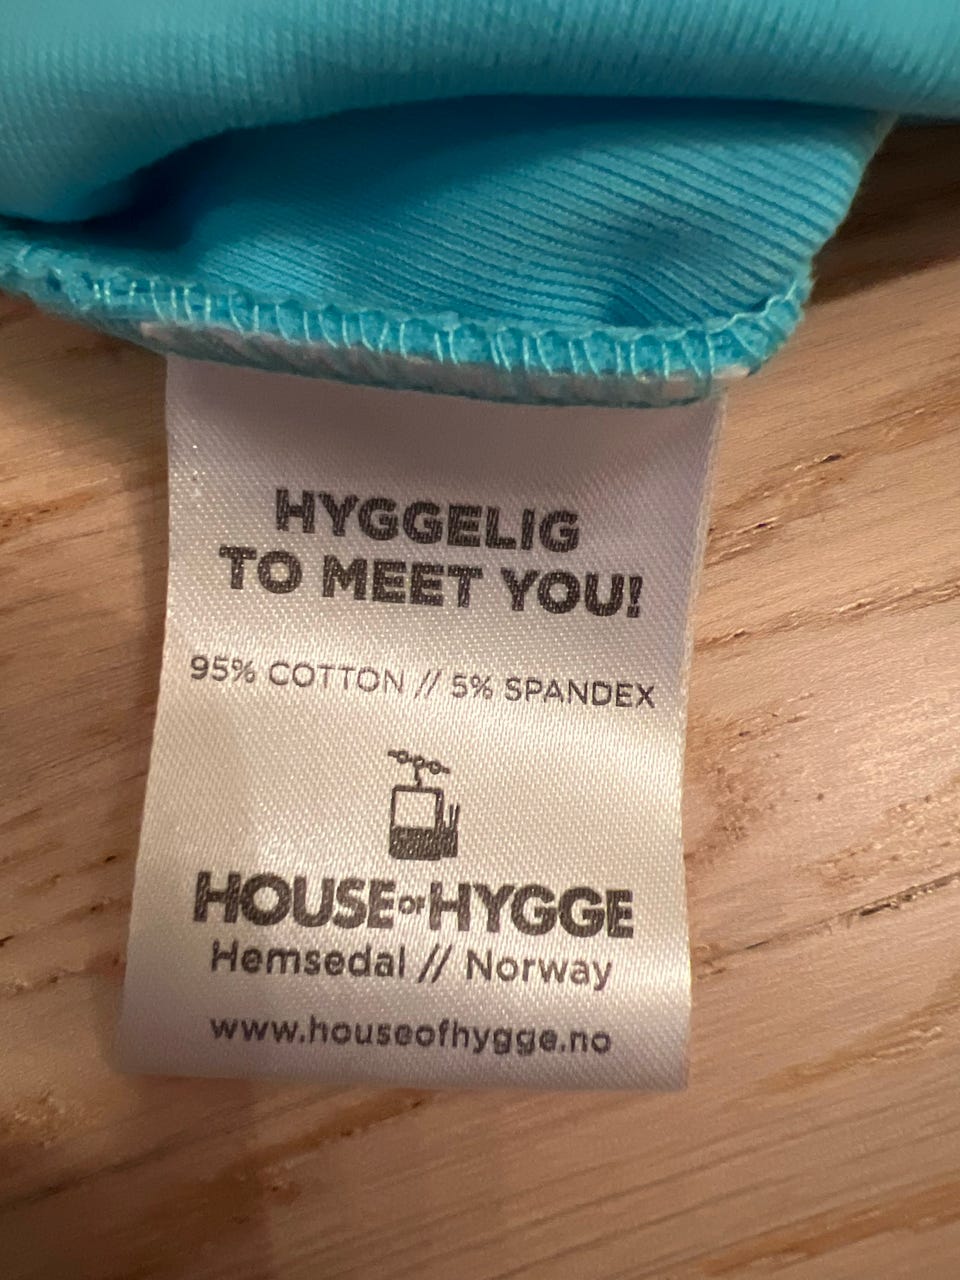 HYGGELIG
TO MEET YOU!
95% COTTON // 5% SPANDEX
HOUSE OF HYGGE
Hemsedal // Norway
www.houseofhygge.no